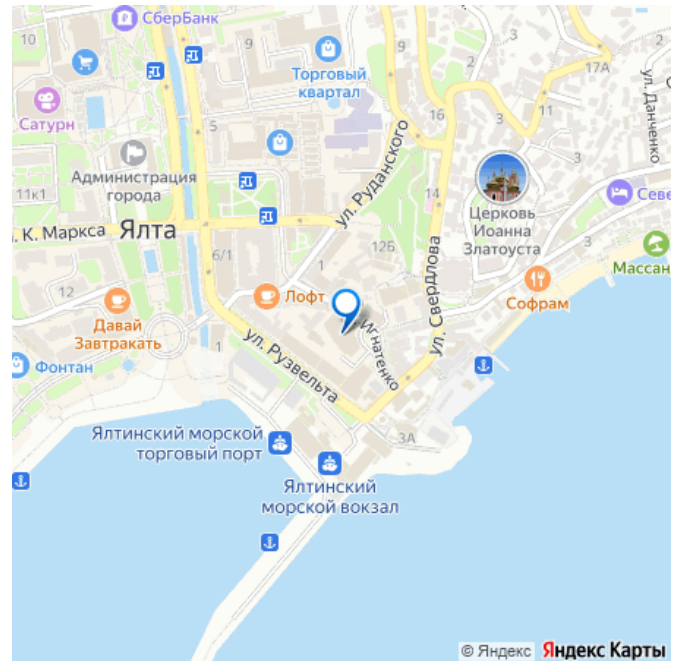 СберБанк
9
3
2
10
9
Торговый
квартал
17А
Сатурн
5
16
11
ул. Данченко
Администрация
города
ул. Руданского
11к1
14
Церковь
Иоанна
Златоуста
Севе
К. Маркса
Ялта
1
3
12Б
ул. Свердлова
Массан
6/1
12
Лофт
3
Софрам
Давай
Завтракать
Игнатенко
1
ул. Рузвельта
Фонтан
3А
Ялтинский морской
торговый порт
Ялтинский
морской вокзал
© Яндекс Яндекс Карты